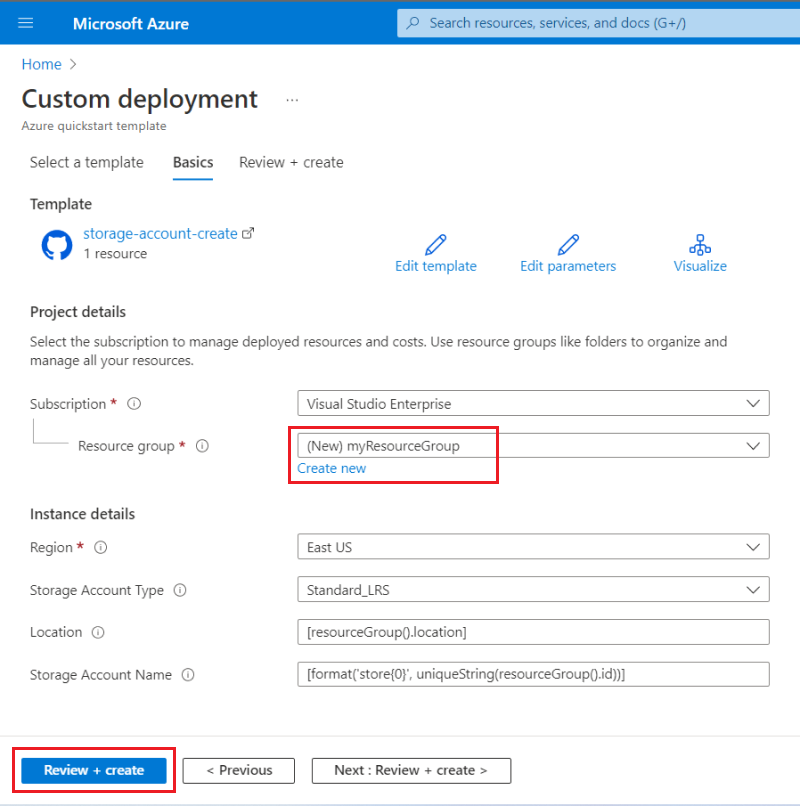 Microsoft Azure
Search resources, services, and docs (G+/)
Home >
Custom deployment ...
Azure quickstart template
Select a template Basics Review + create
Template
storage-account-create
1 resource
Edit template Edit parameters Visualize
Project details
Select the subscription to manage deployed resources and costs. Use resource groups like folders to organize and
manage all your resources.
Subscription * Visual Studio Enterprise
Resource group * (New) myResourceGroup
Create new
Instance details
Region * East US
Storage Account Type Standard_LRS
Location [resourceGroup().location]
Storage Account Name [format('store{0}', uniqueString(resourceGroup().id))]
Review + create < Previous Next : Review + create >